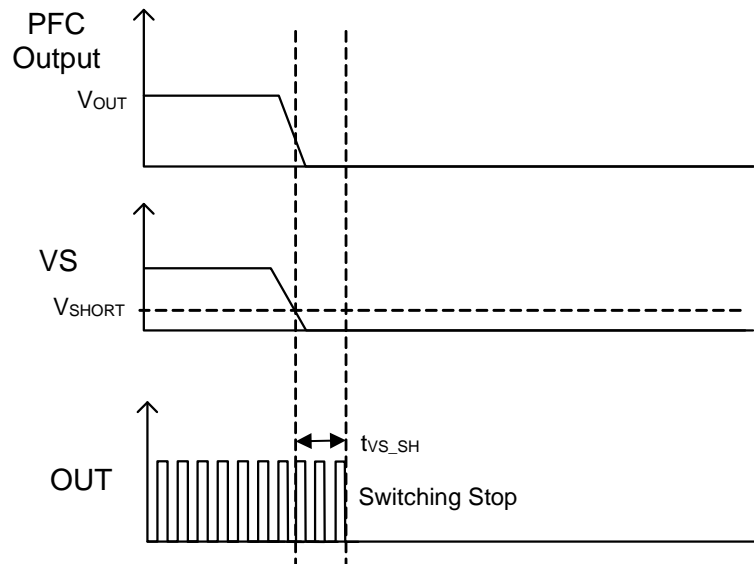 PFC
Output
VOUT
VS
VSHORT
tVS_SH
OUT
Switching Stop